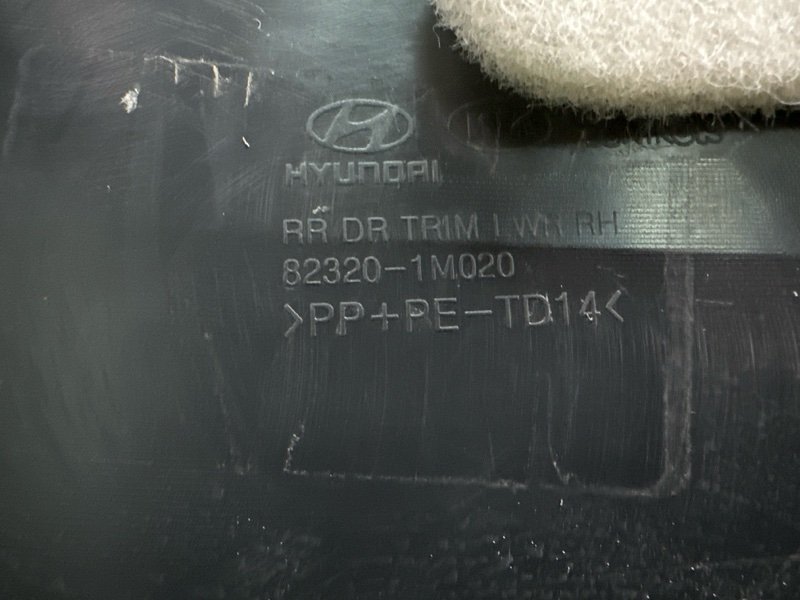 HYUNDAI
RR DR TRIM LWR RH
82320-1M020
>PP+PE-TD14<